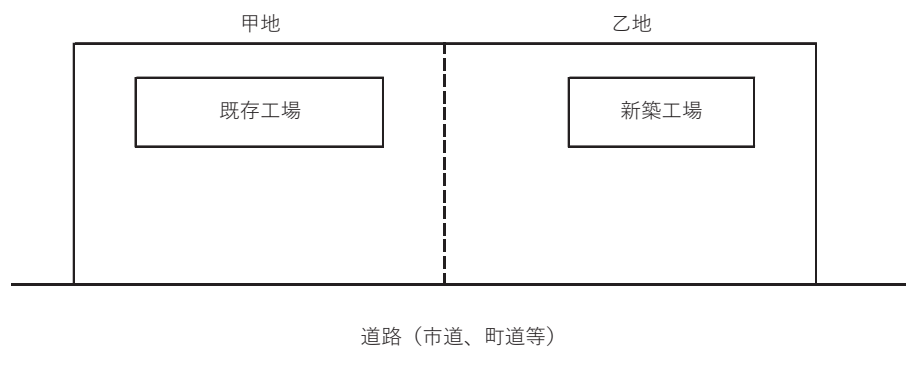 甲地
乙地
既存工場
新築工場
道路（市道、町道等）